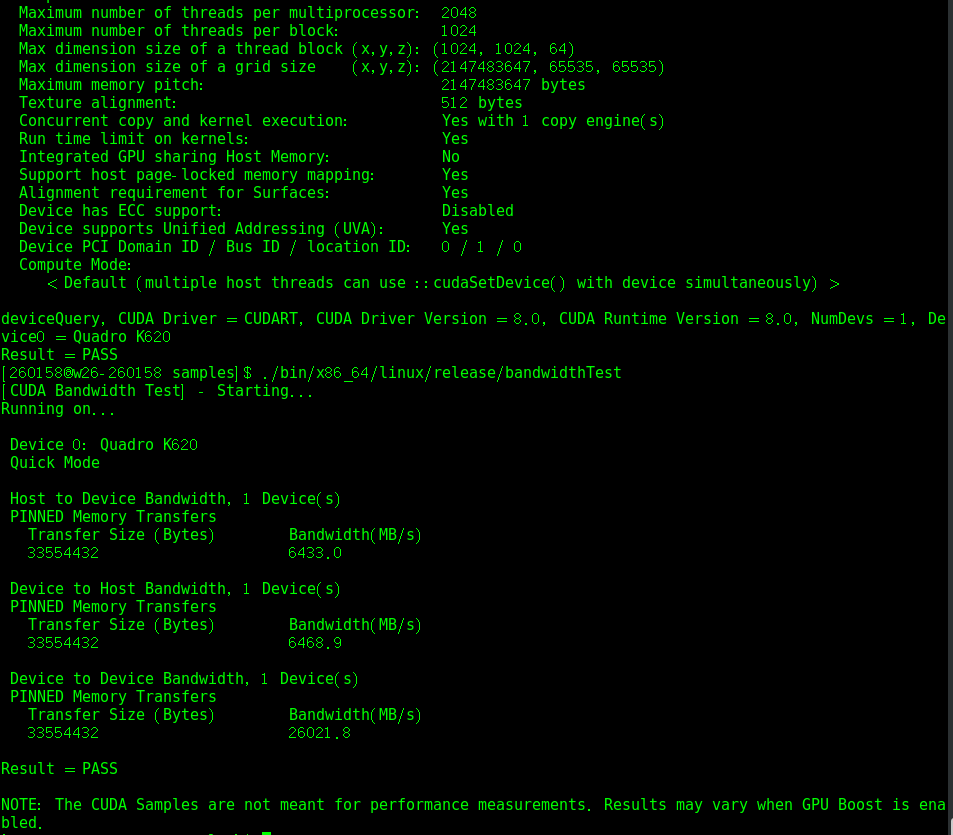 Maximum number of threads per multiprocessor: 2048
Maximum number of threads per block: 1024
Max dimension size of a thread block (x,y,z): (1024, 1024, 64)
Max dimension size of a grid size (x,y,z): (2147483647, 65535, 65535)
Maximum memory pitch: 2147483647 bytes
Texture alignment: 512 bytes
Concurrent copy and kernel execution: Yes with 1 copy engine(s)
Run time limit on kernels: Yes
Integrated GPU sharing Host Memory: No
Support host page-locked memory mapping: Yes
Alignment requirement for Surfaces: Yes
Device has ECC support: Disabled
Device supports Unified Addressing (UVA): Yes
Device PCI Domain ID / Bus ID / location ID: 0 / 1 / 0
Compute Mode:
< Default (multiple host threads can use ::cudaSetDevice() with device simultaneously) >
deviceQuery, CUDA Driver = CUDART, CUDA Driver Version = 8.0, CUDA Runtime Version = 8.0, NumDevs = 1, De
vice0 = Quadro K620
Result = PASS
[260158@w26-260158 samples]$ ./bin/x86_64/linux/release/bandwidthTest
[CUDA Bandwidth Test] - Starting...
Running on...
Device 0: Quadro K620
Quick Mode
Host to Device Bandwidth, 1 Device(s)
PINNED Memory Transfers
Transfer Size (Bytes) Bandwidth(MB/s)
33554432 6433.0
Device to Host Bandwidth, 1 Device(s)
PINNED Memory Transfers
Transfer Size (Bytes) Bandwidth(MB/s)
33554432 6468.9
Device to Device Bandwidth, 1 Device(s)
PINNED Memory Transfers
Transfer Size (Bytes) Bandwidth(MB/s)
33554432 26021.8
Result = PASS
NOTE: The CUDA Samples are not meant for performance measurements. Results may vary when GPU Boost is ena
bled.